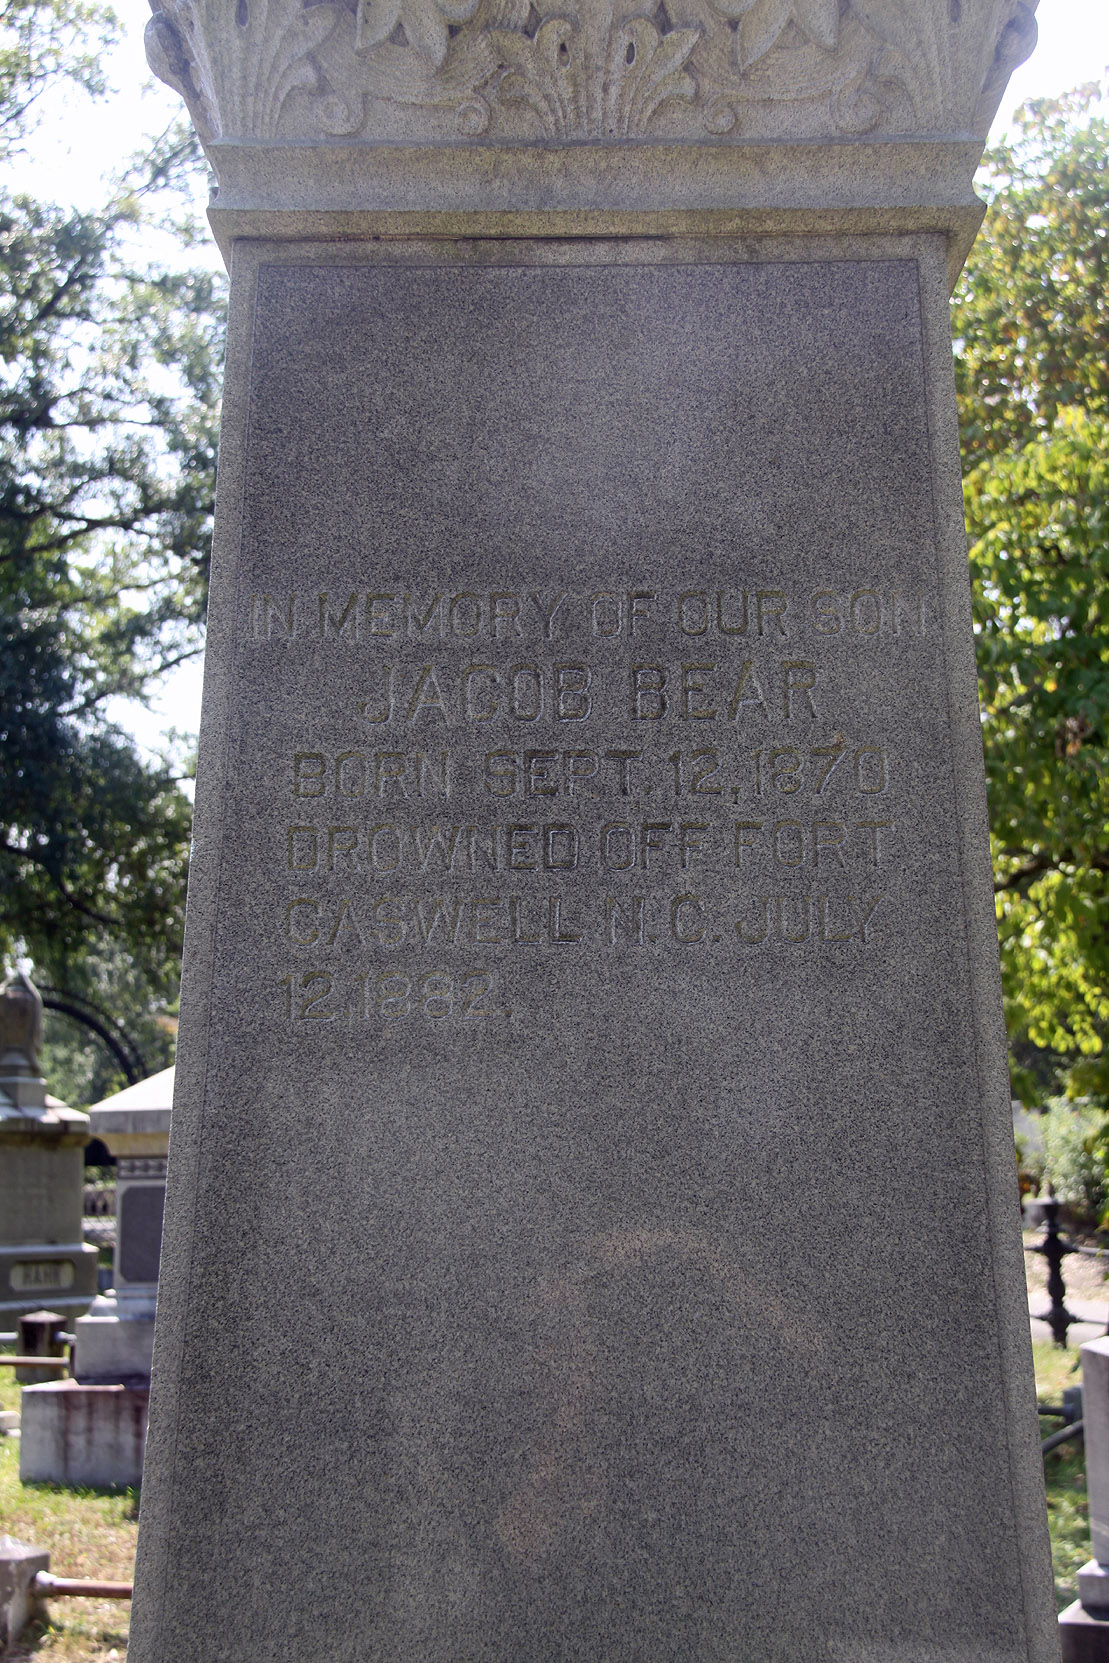 IN MEMORY OF OUR SON
JACOB BEAR
BORN SEPT. 12, 1870
DROWNED OFF FORT
CASWELL N.C. JULY
12, 1882.